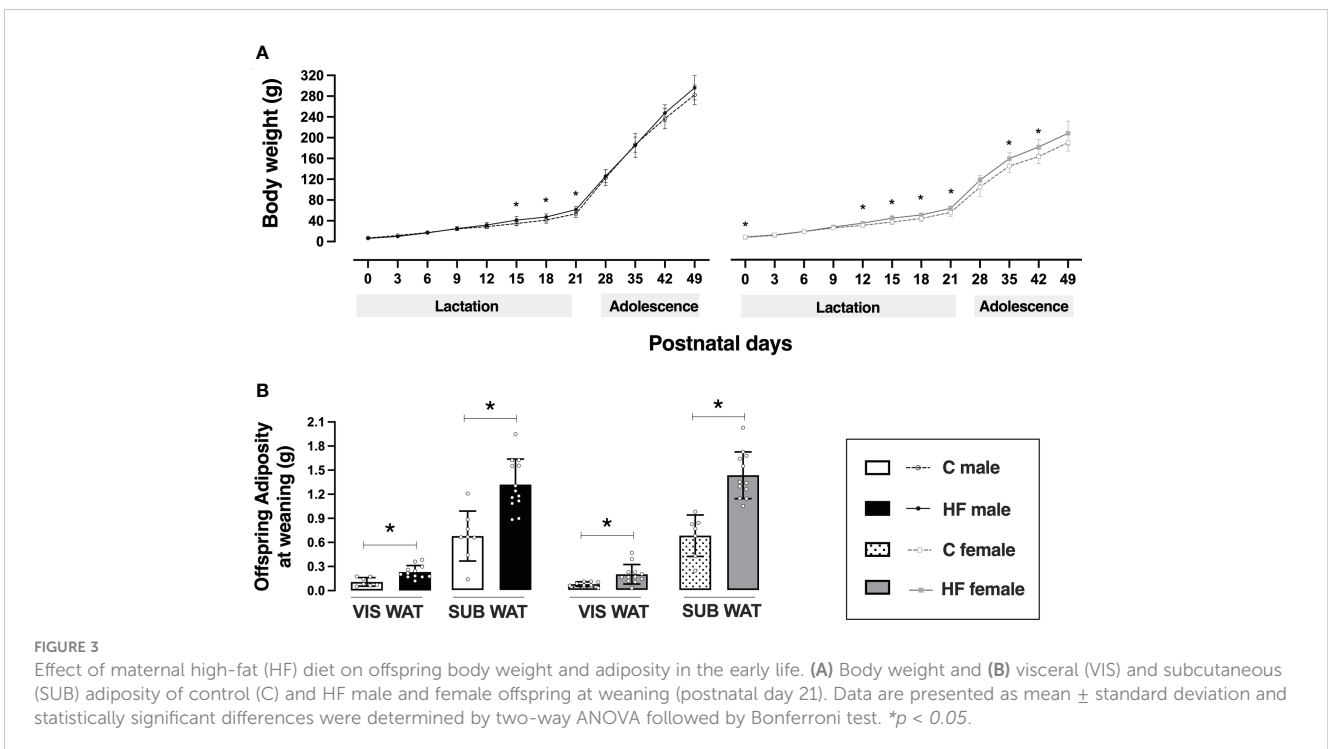 A
Body weight (g)
320
280
240
200
160
120
80
40
0
* * *
* * * * * * *
0 3 6 9 12 15 18 21 28 35 42 49
0 3 6 9 12 15 18 21 28 35 42 49
Lactation Adolescence
Lactation Adolescence
Postnatal days
B
Offspring Adiposity
at weaning (g)
2.1
1.8
1.5
1.2
0.9
0.6
0.3
0.0
* * * *
VIS WAT SUB WAT VIS WAT SUB WAT
C male
HF male
C female
HF female
FIGURE 3
Effect of maternal high-fat (HF) diet on offspring body weight and adiposity in the early life. (A) Body weight and (B) visceral (VIS) and subcutaneous
(SUB) adiposity of control (C) and HF male and female offspring at weaning (postnatal day 21). Data are presented as mean ± standard deviation and
statistically significant differences were determined by two-way ANOVA followed by Bonferroni test. *p < 0.05.